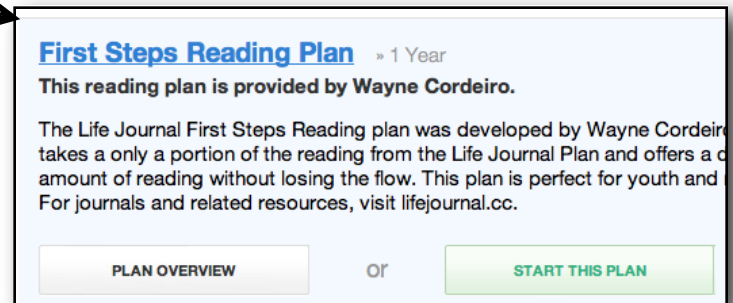 First Steps Reading Plan » 1 Year
This reading plan is provided by Wayne Cordeiro.
The Life Journal First Steps Reading plan was developed by Wayne
takes a only a portion of the reading from the Life Journal Plan and offers a
amount of reading without losing the flow. This plan is perfect for youth and
For journals and related resources, visit lifejournal.cc.
PLAN OVERVIEW or START THIS PLAN